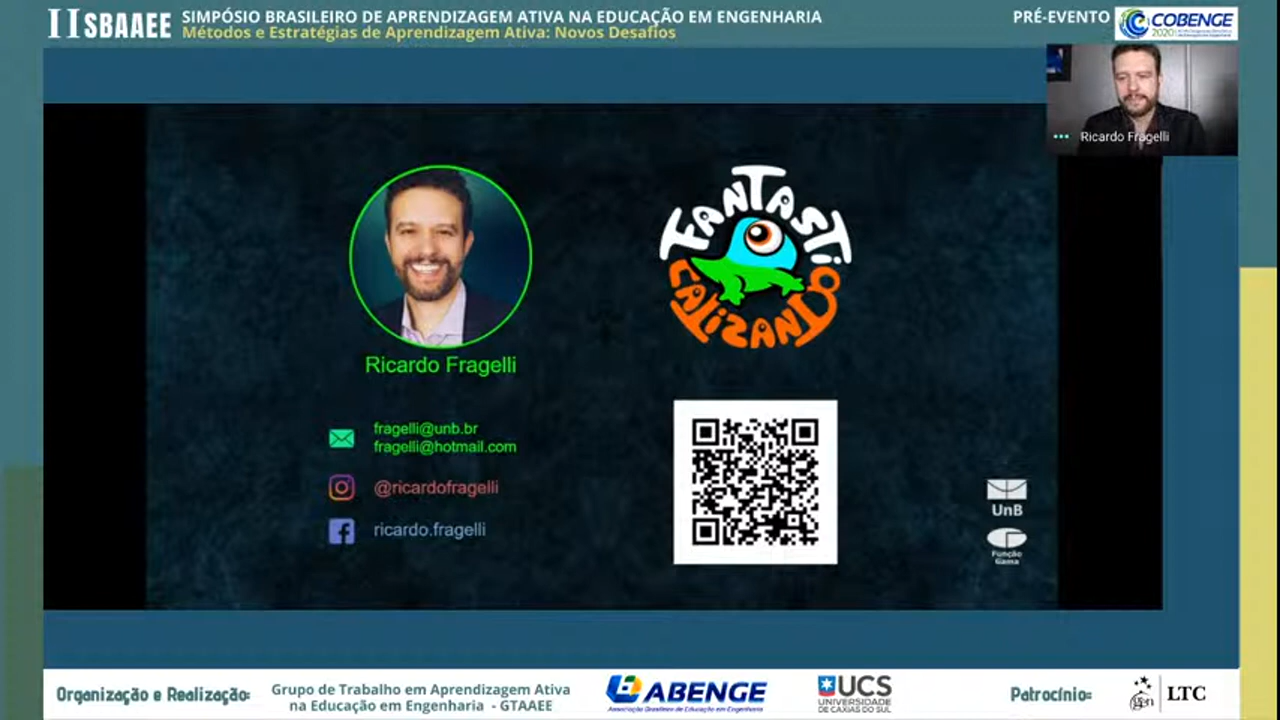 IISBAAEE
SIMPÓSIO BRASILEIRO DE APRENDIZAGEM ATIVA NA EDUCAÇÃO EM ENGENHARIA
Métodos e Estratégias de Aprendizagem Ativa: Novos Desafios
PRÉ-EVENTO
COBENGE
2020
Ricardo Fragelli
FANTASTI
CALIZANDO
Ricardo Fragelli
fragelli@unb.br
fragelli@hotmail.com
@ricardofragelli
ricardo.fragelli
UnB
Função
Gama
Organização e Realização:
Grupo de Trabalho em Aprendizagem Ativa
na Educação em Engenharia - GTAAEE
ABENGE
Associação Brasileira de Educação em Engenharia
UCS
UNIVERSIDADE
DE CAXIAS DO SUL
Patrocínio:
gen
LTC